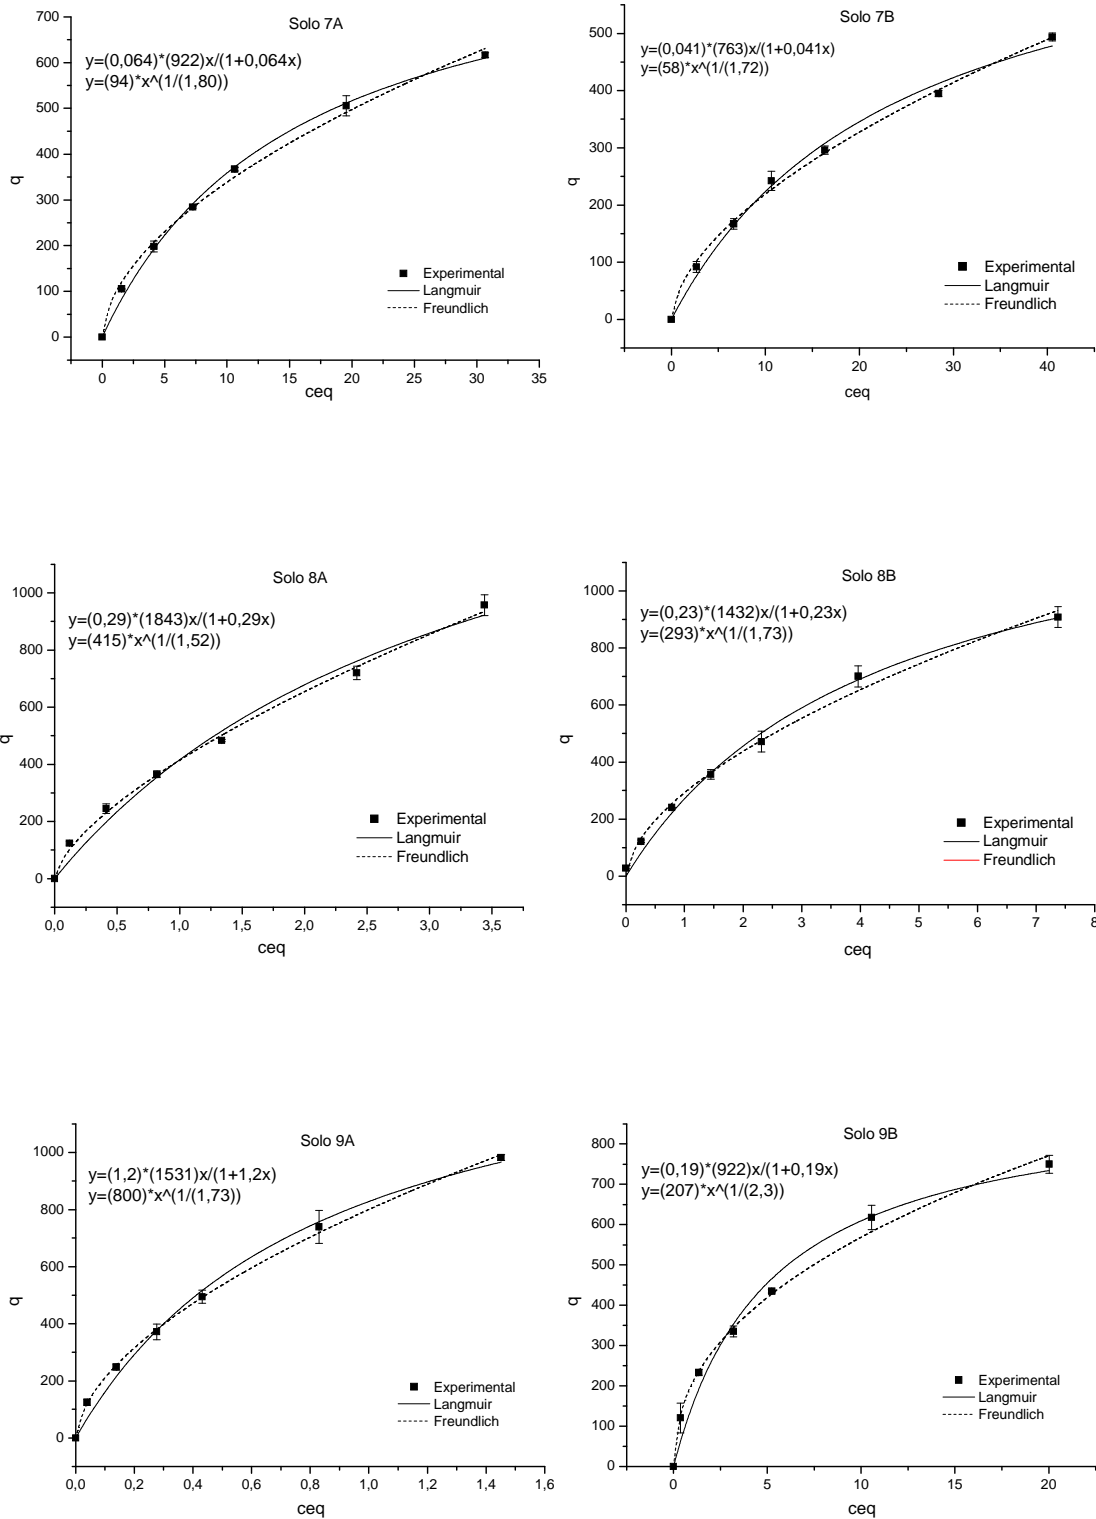 Solo 7A
y=(0,064)*(922)x/(1+0,064x)
y=(94)*x^(1/(1,80))
700
600
500
400
300
200
100
0
q
Experimental
Langmuir
Freundlich
0 5 10 15 20 25 30 35
ceq
Solo 7B
y=(0,041)*(763)x/(1+0,041x)
y=(58)*x^(1/(1,72))
500
400
300
200
100
0
q
Experimental
Langmuir
Freundlich
0 10 20 30 40
ceq
Solo 8A
y=(0,29)*(1843)x/(1+0,29x)
y=(415)*x^(1/(1,52))
1000
800
600
400
200
0
q
Experimental
Langmuir
Freundlich
0,0 0,5 1,0 1,5 2,0 2,5 3,0 3,5
ceq
Solo 8B
y=(0,23)*(1432)x/(1+0,23x)
y=(293)*x^(1/(1,73))
1000
800
600
400
200
0
q
Experimental
Langmuir
Freundlich
0 1 2 3 4 5 6 7 8
ceq
Solo 9A
y=(1,2)*(1531)x/(1+1,2x)
y=(800)*x^(1/(1,73))
1000
800
600
400
200
0
q
Experimental
Langmuir
Freundlich
0,0 0,2 0,4 0,6 0,8 1,0 1,2 1,4 1,6
ceq
Solo 9B
y=(0,19)*(922)x/(1+0,19x)
y=(207)*x^(1/(2,3))
800
700
600
500
400
300
200
100
0
q
Experimental
Langmuir
Freundlich
0 5 10 15 20
ceq